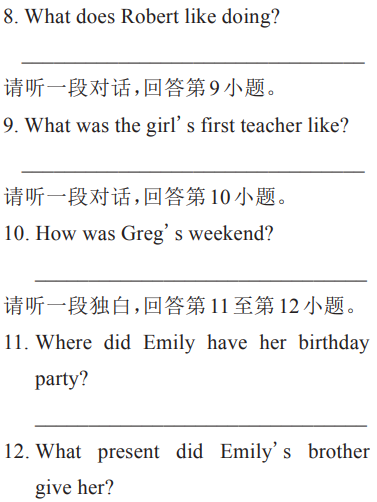 8. What does Robert like doing?
请听一段对话,回答第9小题。
9. What was the girl's first teacher like?
请听一段对话,回答第10小题。
10. How was Greg's weekend?
请听一段独白,回答第11至第12小题。
11. Where did Emily have her birthday
party?
12. What present did Emily's brother
give her?